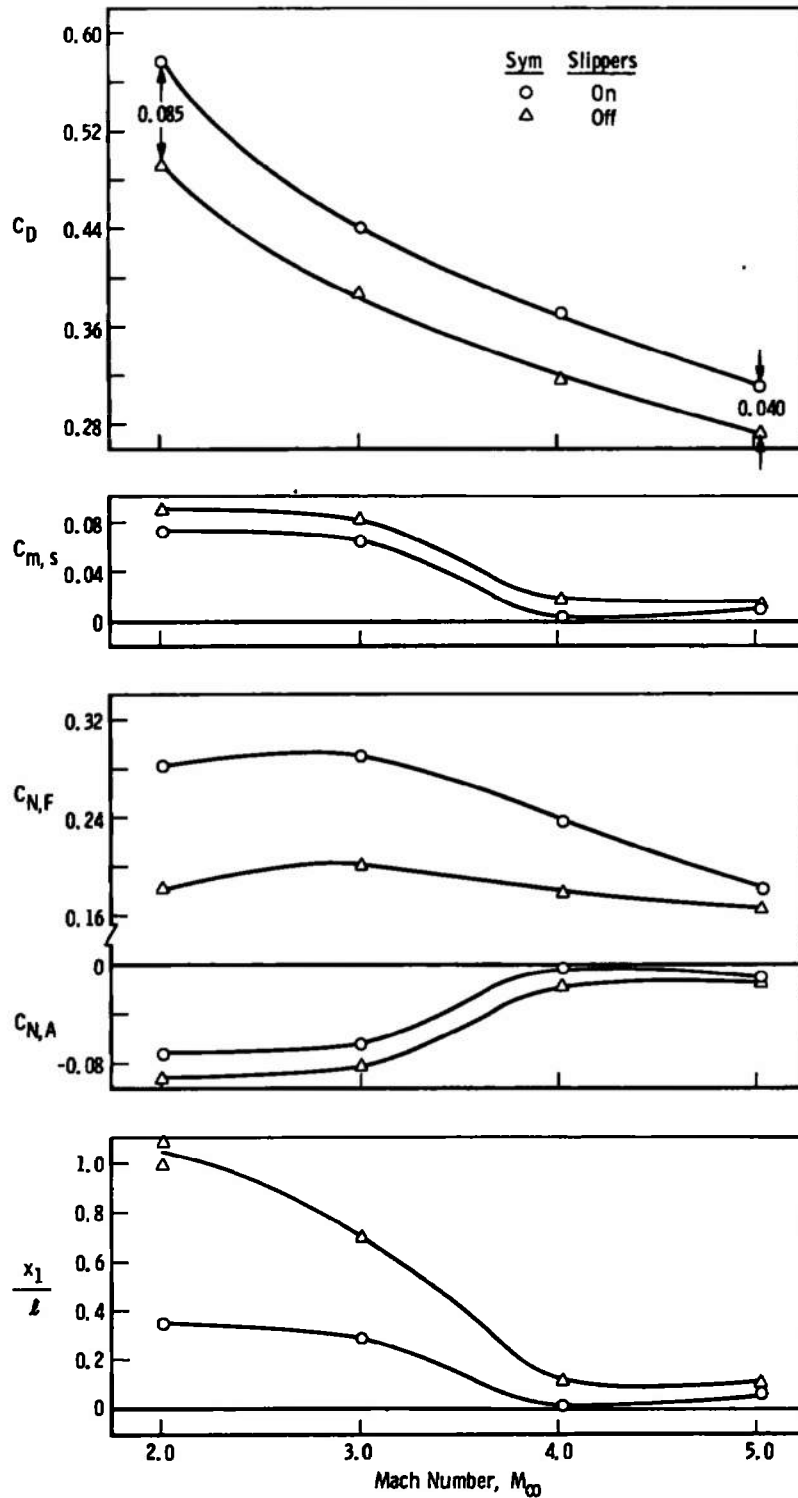 0.60
Sym Slippers
On
0.085
Off
0.52
C_D
0.44
0.36
0.040
0.28
C_m, s
0.08
0.04
0
0.32
C_N,F
0.24
0.16
0
C_N,A
-0.08
1.0
0.8
x_1
0.6
ℓ
0.4
0.2
0
2.0 3.0 4.0 5.0
Mach Number, M_∞